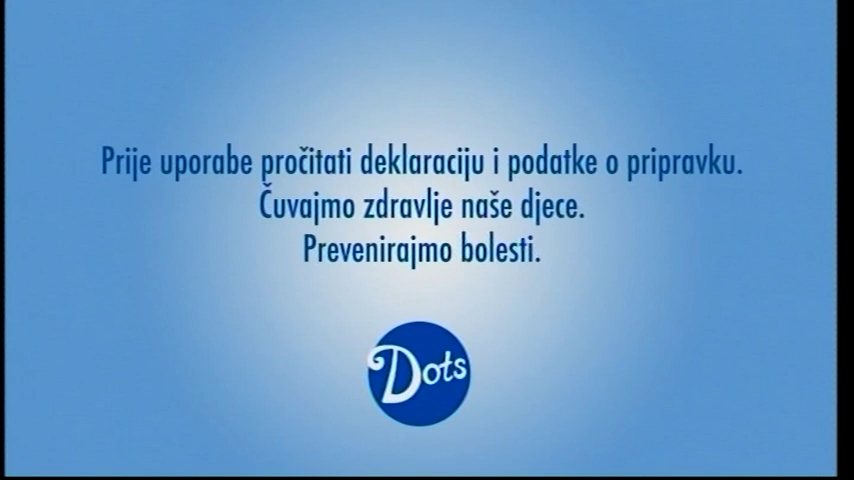 Prije uporabe pročitati deklaraciju i podatke o pripravku.
Čuvajmo zdravlje naše djece.
Prevenirajmo bolesti.
Dots